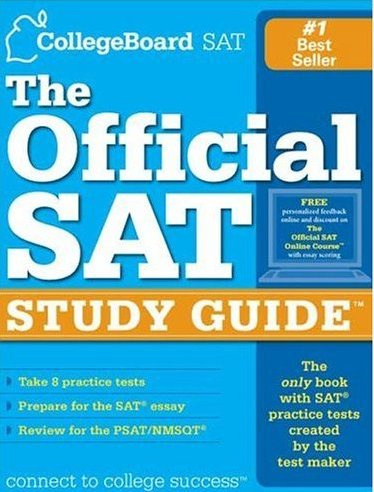 CollegeBoard SAT
#1
Best
Seller
The
Official
SAT
FREE
personalized feedback
online and discount on
The
Official SAT
Online Course™
with essay scoring
STUDY GUIDE™
Take 8 practice tests
Prepare for the SAT® essay
Review for the PSAT/NMSQT®
The
only book
with SAT®
practice tests
created
by the
test maker
connect to college success™